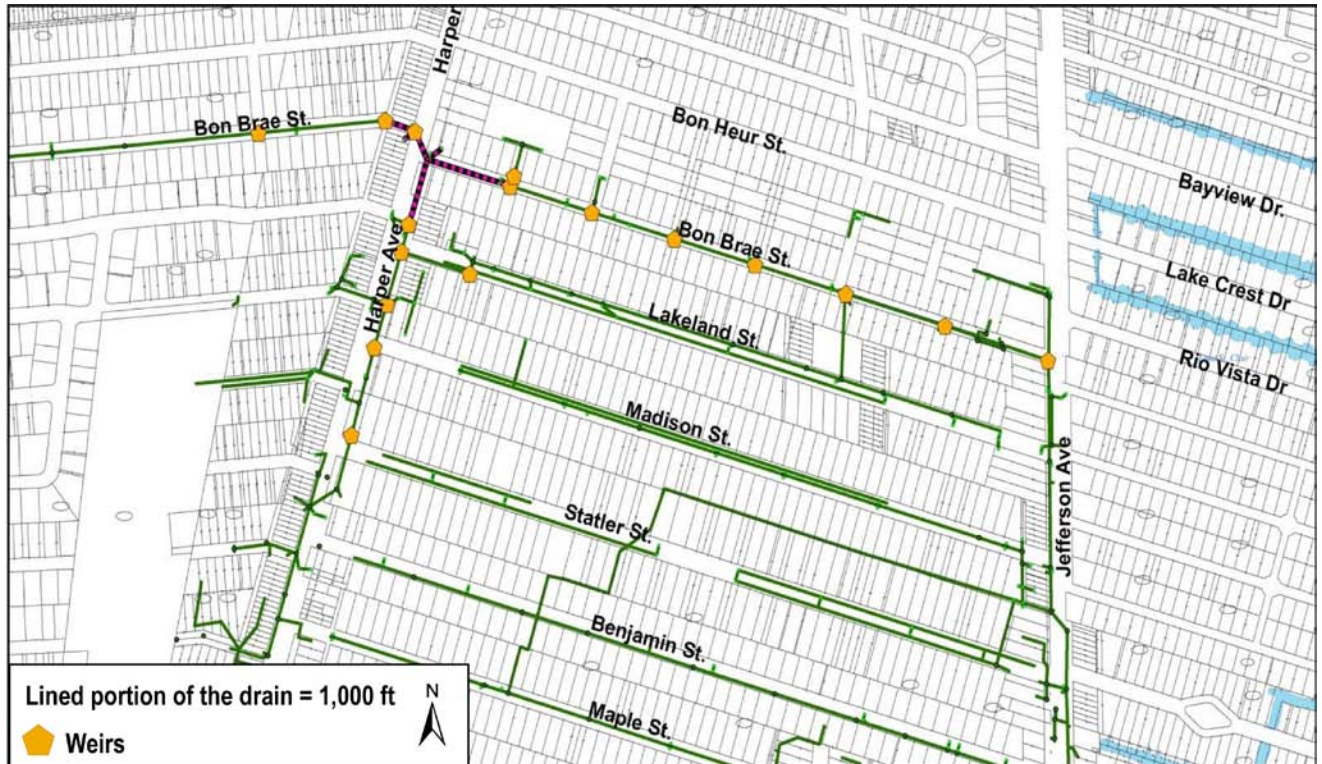 Harper
Bon Brae St.
Bon Heur St.
Bayview Dr.
Harper Ave
Bon Brae St.
Lake Crest Dr
Lakeland St.
Rio Vista Dr
Madison St.
Jefferson Ave
Statler St.
Benjamin St.
Maple St.
Lined portion of the drain = 1,000 ft
N
Weirs